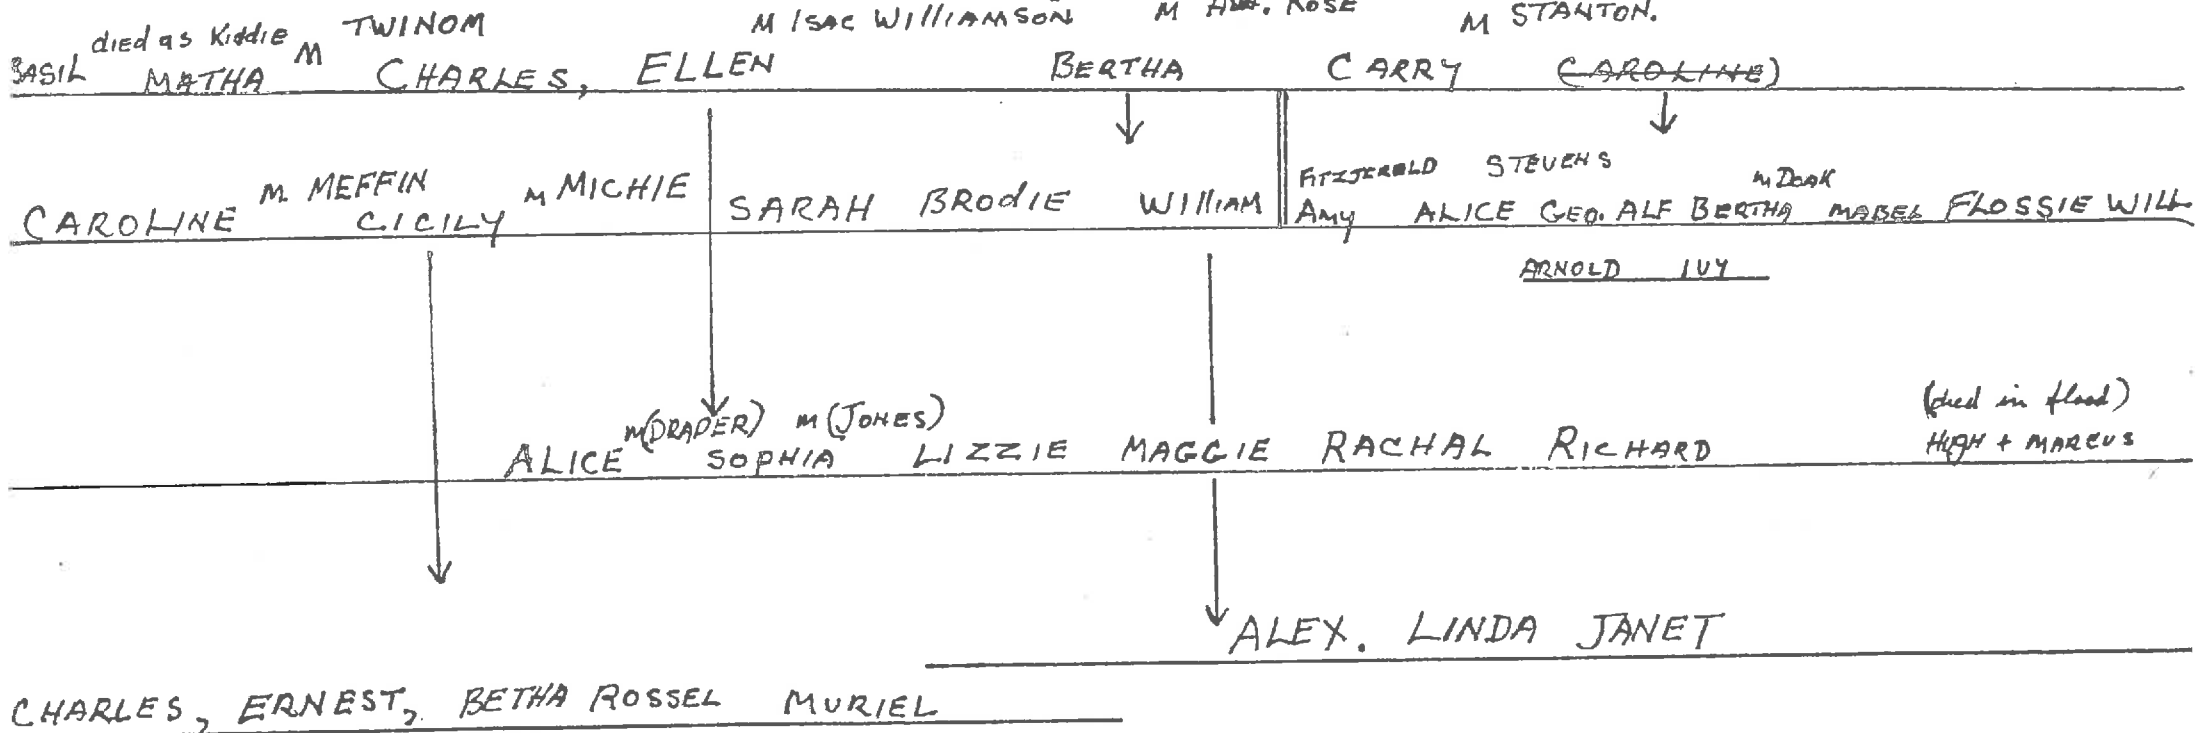 M ISAC WILLIAMSON M ROSE M STANTON.
died as Kiddie M TWINOM
BASIL MATHA CHARLES, ELLEN BERTHA CARRY (CAROLINE)
FITZJEROLD STEVENS M DOAK
M. MEFFIN M MICHIE
CAROLINE CICILY SARAH BRODIE WILLIAM AMY ALICE GEO. ALF BERTHA MABEL FLOSSIE WILL
ARNOLD IVY
(died in flood)
M (DRAPER) M (JONES)
ALICE SOPHIA LIZZIE MAGGIE RACHAL RICHARD + MARCUS
ALEX. LINDA JANET
CHARLES, ERNEST, BETHA ROSSEL MURIEL